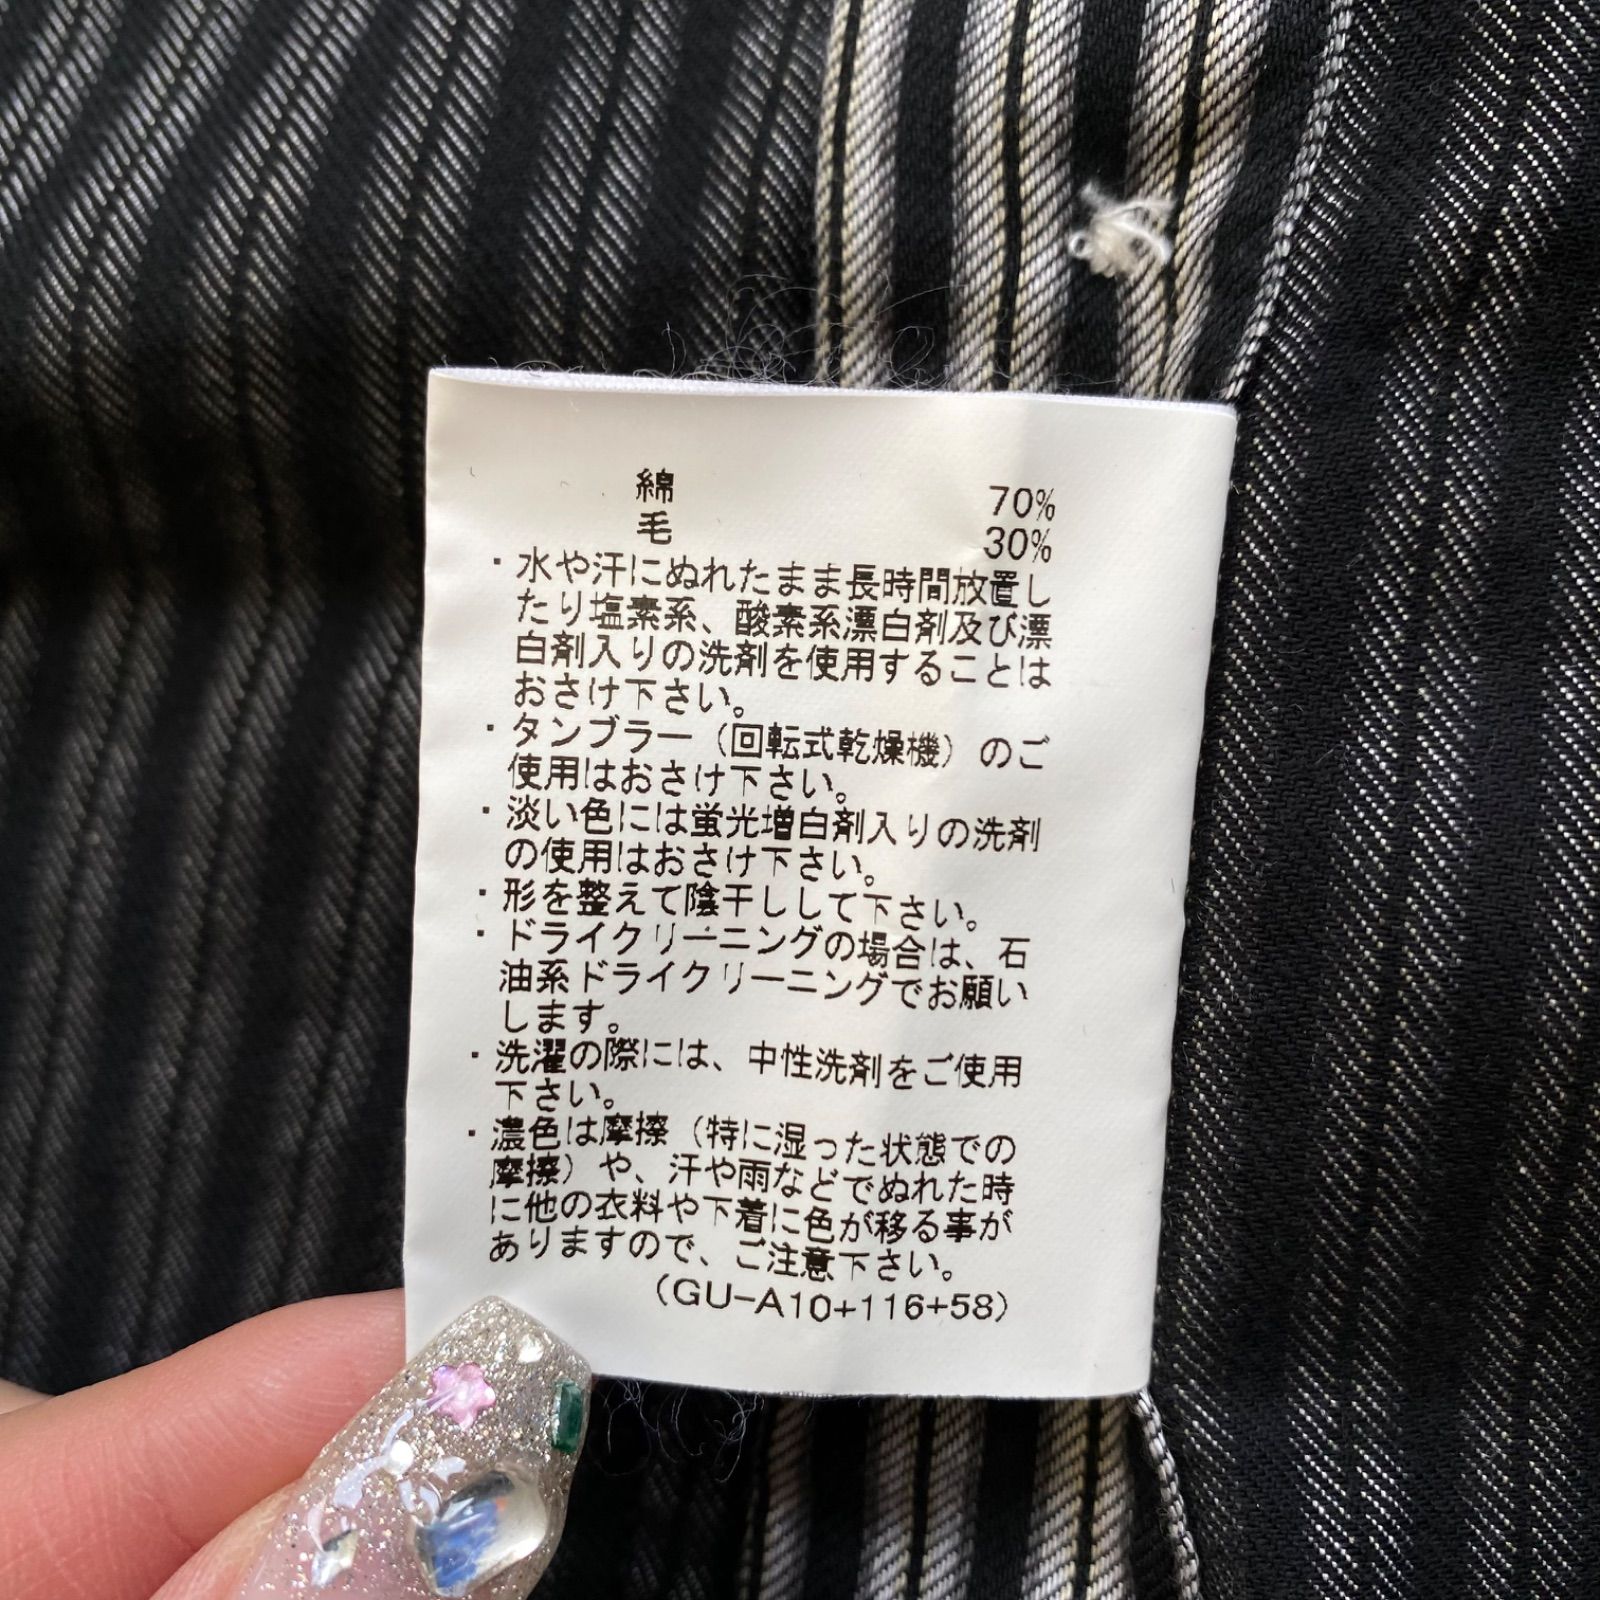 綿 70%
毛 30%
・水や汗にぬれたまま長時間放置し
たり塩素系、酸素系漂白剤及び漂
白剤入りの洗剤を使用することは
おさけ下さい。
・タンブラー（回転式乾燥機）のご
使用はおさけ下さい。
・淡い色には蛍光増白剤入りの洗剤
の使用はおさけ下さい。
・形を整えて陰干しして下さい。
・ドライクリーニングの場合は、石
油系ドライクリーニングでお願い
します。
・洗濯の際には、中性洗剤をご使用
下さい。
・濃色は摩擦（特に湿った状態での
摩擦）や、汗や雨などでぬれた時
に他の衣料や下着に色が移る事が
ありますので、ご注意下さい。
(GU-A10+116+58)